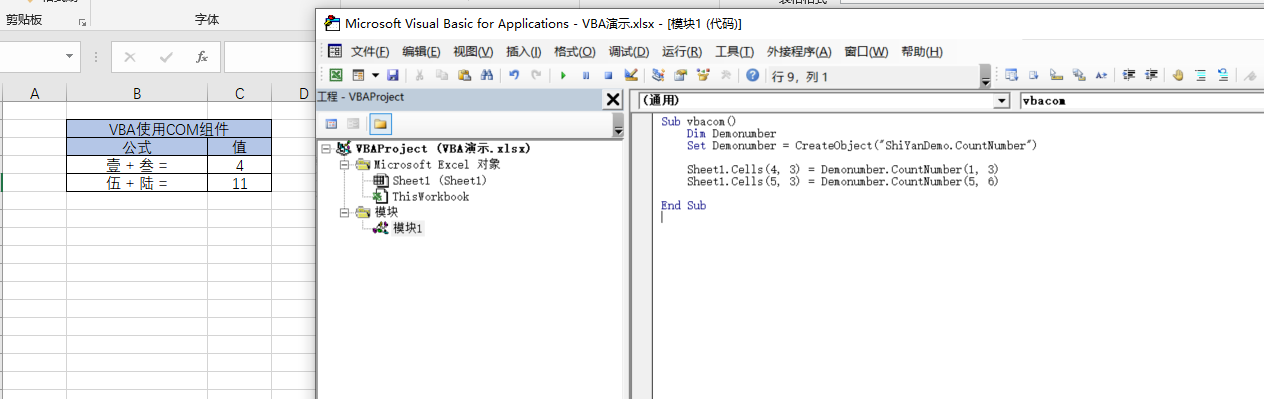 剪贴板
字体
Microsoft Visual Basic for Applications - VBA演示.xlsx - [模块1 (代码)]
文件(F) 编辑(E) 视图(V) 插入(I) 格式(O) 调试(D) 运行(R) 工具(T) 外接程序(A) 窗口(W) 帮助(H)
fx
行 9，列 1
工程 - VBAProject
(通用)
vbacom
A B C D
VBA使用COM组件
公式 值
壹 + 叁 = 4
伍 + 陆 = 11
VBAProject (VBA演示.xlsx)
Microsoft Excel 对象
Sheet1 (Sheet1)
ThisWorkbook
模块
模块1
Sub vbacom()
Dim Demonumber
Set Demonumber = CreateObject("ShiYanDemo.CountNumber")
Sheet1.Cells(4, 3) = Demonumber.CountNumber(1, 3)
Sheet1.Cells(5, 3) = Demonumber.CountNumber(5, 6)
End Sub